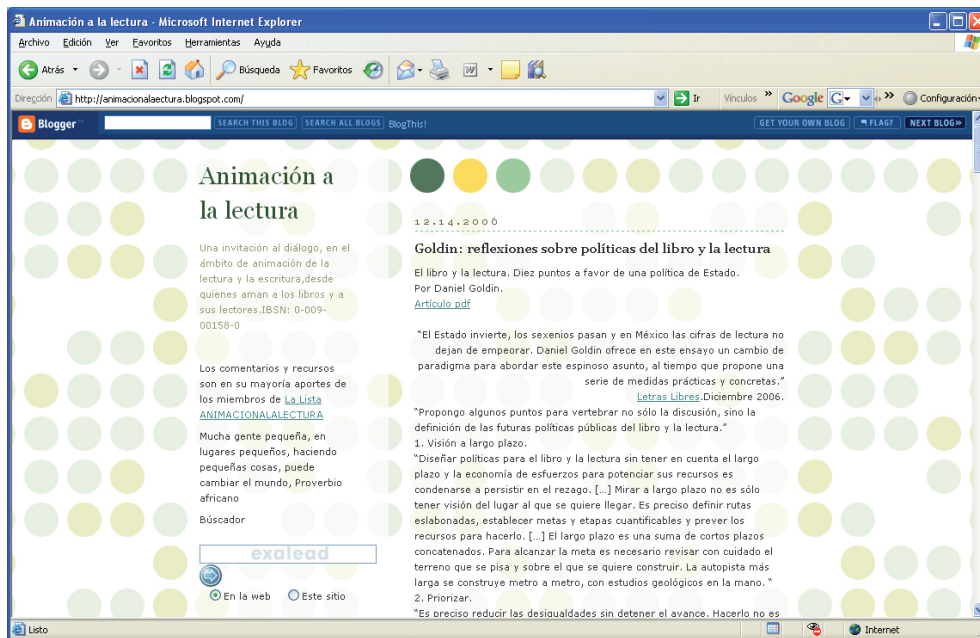 Animación a la lectura - Microsoft Internet Explorer
Archivo Edición Ver Favoritos Herramientas Ayuda
Atrás Búsqueda Favoritos
Dirección http://animacionalaectura.blogspot.com/ Ir Vínculos » Google G » Configuración
Blogger SEARCH THIS BLOG SEARCH ALL BLOGS BlogThis! GET YOUR OWN BLOG FLAG? NEXT BLOG»
Animación a
la lectura
Una invitación al diálogo, en el
ámbito de animación de la
lectura y la escritura,desde
quienes aman a los libros y a
sus lectores.IBSN: 0-009-
00158-0
Los comentarios y recursos
son en su mayoría aportes de
los miembros de La Lista
ANIMACIONALALECTURA
Mucha gente pequeña, en
lugares pequeños, haciendo
pequeñas cosas, puede
cambiar el mundo, Proverbio
africano
Búscador
exalead
En la web Este sitio
12.14.2006
Goldin: reflexiones sobre políticas del libro y la lectura
El libro y la lectura. Diez puntos a favor de una política de Estado.
Por Daniel Goldin.
Artículo pdf
“El Estado invierte, los sexenios pasan y en México las cifras de lectura no
dejan de empeorar. Daniel Goldin ofrece en este ensayo un cambio de
paradigma para abordar este espinoso asunto, al tiempo que propone una
serie de medidas prácticas y concretas.”
Letras Libres.Diciembre 2006.
“Propongo algunos puntos para vertebrar no sólo la discusión, sino la
definición de las futuras políticas públicas del libro y la lectura.”
1. Visión a largo plazo.
“Diseñar políticas para el libro y la lectura sin tener en cuenta el largo
plazo y la economía de esfuerzos para potenciar sus recursos es
condenarse a persistir en el rezago. [...] Mirar a largo plazo no es sólo
tener visión del lugar al que se quiere llegar. Es preciso definir rutas
eslabonadas, establecer metas y etapas cuantificables y prever los
recursos para hacerlo. [...] El largo plazo es una suma de cortos plazos
concatenados. Para alcanzar la meta es necesario revisar con cuidado el
terreno que se pisa y sobre el que se quiere construir. La autopista más
larga se construye metro a metro, con estudios geológicos en la mano. “
2. Priorizar.
“Es preciso reducir las desigualdades sin detener el avance. Hacerlo no es
Listo Internet